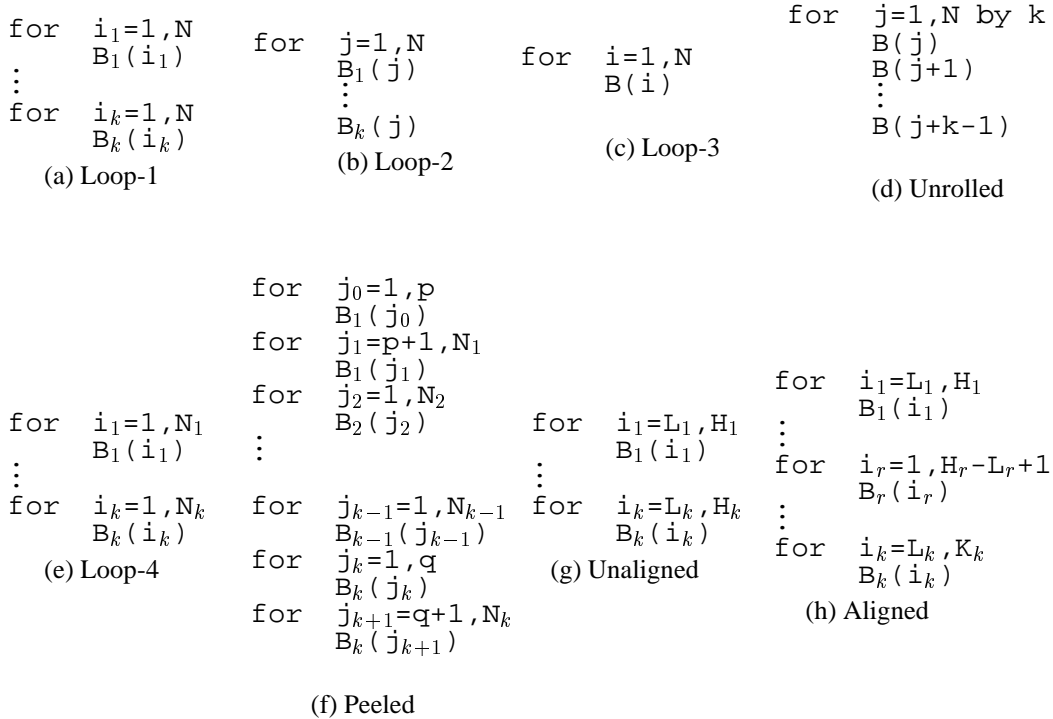 for i₁=1,N
B₁(i₁)
⋮
for iₖ=1,N
Bₖ(iₖ)
(a) Loop-1
for j=1,N
B₁(j)
⋮
Bₖ(j)
(b) Loop-2
for i=1,N
B(i)
(c) Loop-3
for j=1,N by k
B(j)
B(j+1)
⋮
B(j+k-1)
(d) Unrolled
for i₁=1,N₁
B₁(i₁)
⋮
for iₖ=1,Nₖ
Bₖ(iₖ)
(e) Loop-4
for j₀=1,p
B₁(j₀)
for j₁=p+1,N₁
B₁(j₁)
for j₂=1,N₂
B₂(j₂)
⋮
for jₖ₋₁=1,Nₖ₋₁
Bₖ₋₁(jₖ₋₁)
for jₖ=1,q
Bₖ(jₖ)
for jₖ₊₁=q+1,Nₖ
Bₖ(jₖ₊₁)
(f) Peeled
for i₁=L₁,H₁
B₁(i₁)
⋮
for iₖ=Lₖ,Hₖ
Bₖ(iₖ)
(g) Unaligned
for i₁=L₁,H₁
B₁(i₁)
⋮
for iᵣ=1,Hᵣ-Lᵣ+1
Bᵣ(iᵣ)
⋮
for iₖ=Lₖ,Kₖ
Bₖ(iₖ)
(h) Aligned